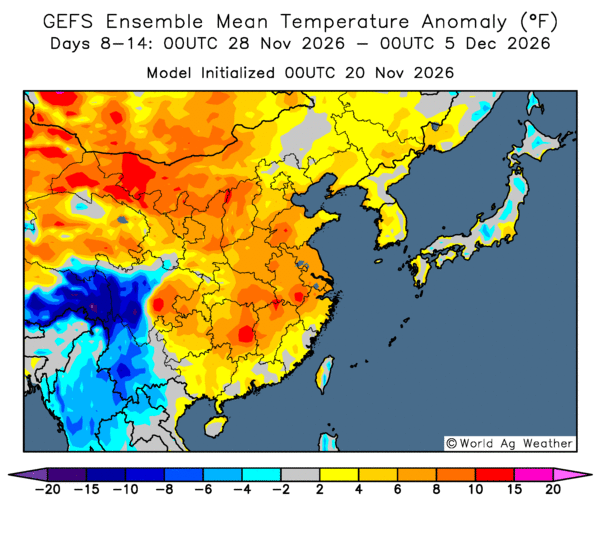 GEFS Ensemble Mean Temperature Anomaly (°F)
Days 8–14: 00UTC 28 Nov 2026 – 00UTC 5 Dec 2026
Model Initialized 00UTC 20 Nov 2026
©World Ag Weather
−20 −15 −10 −8 −6 −4 −2 2 4 6 8 10 15 20